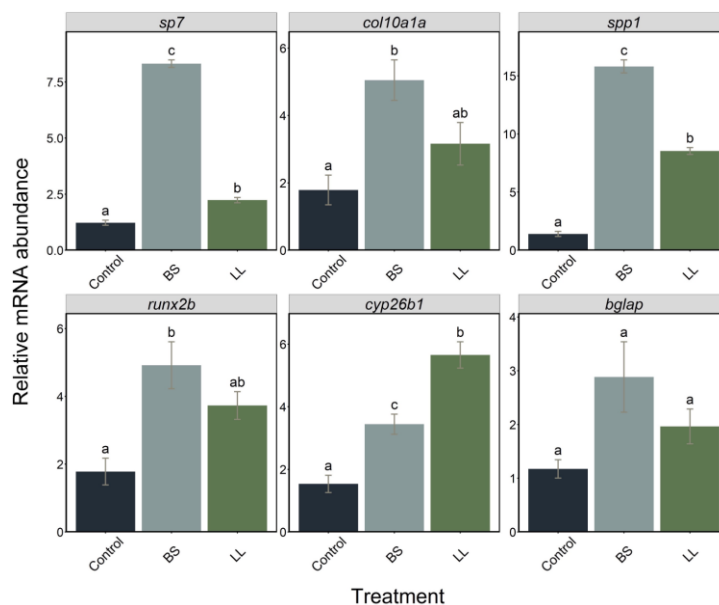 sp7
col10a1a
spp1
7.5
5.0
2.5
0.0
a
c
b
Control
BS
LL
6
4
2
0
a
b
ab
Control
BS
LL
15
10
5
0
a
c
b
Control
BS
LL
Relative mRNA abundance
runx2b
cyp26b1
bglap
6
4
2
0
a
b
ab
Control
BS
LL
6
4
2
0
a
c
b
Control
BS
LL
4
3
2
1
0
a
a
a
Control
BS
LL
Treatment